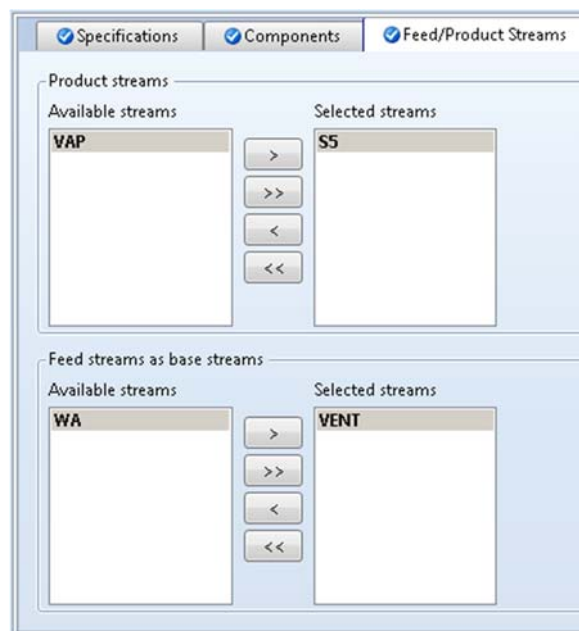 Specifications Components Feed/Product Streams
Product streams
Available streams Selected streams
VAP S5
>
>>
<
<<
Feed streams as base streams
Available streams Selected streams
WA VENT
>
>>
<
<<